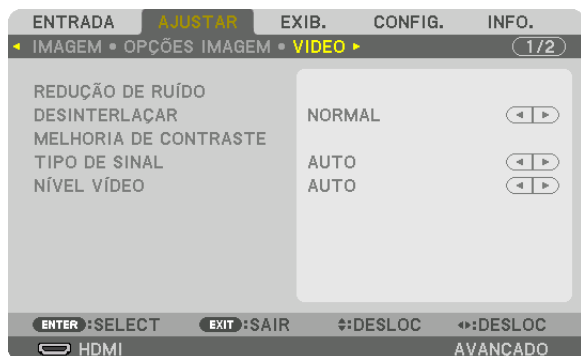 ENTRADA AJUSTAR EXIB. CONFIG. INFO.
◄ IMAGEM • OPÇÕES IMAGEM • VIDEO ► 1/2
REDUÇÃO DE RUÍDO
DESINTERLAÇAR NORMAL ◄ ►
MELHORIA DE CONTRASTE
TIPO DE SINAL AUTO ◄ ►
NÍVEL VÍDEO AUTO ◄ ►
ENTER :SELECT EXIT :SAIR ♦:DESLOC ◄►:DESLOC
HDMI AVANCADO